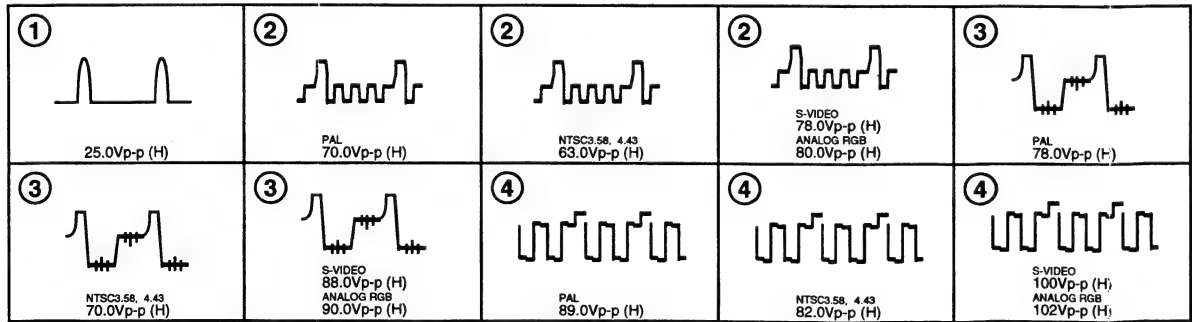 ①
25.0Vp-p (H)
②
PAL
70.0Vp-p (H)
②
NTSC3.58, 4.43
63.0Vp-p (H)
②
S-VIDEO
78.0Vp-p (H)
ANALOG RGB
80.0Vp-p (H)
③
PAL
78.0Vp-p (H)
③
NTSC3.58, 4.43
70.0Vp-p (H)
③
S-VIDEO
88.0Vp-p (H)
ANALOG RGB
90.0Vp-p (H)
④
PAL
89.0Vp-p (H)
④
NTSC3.58, 4.43
82.0Vp-p (H)
④
S-VIDEO
100Vp-p (H)
ANALOG RGB
102Vp-p (H)